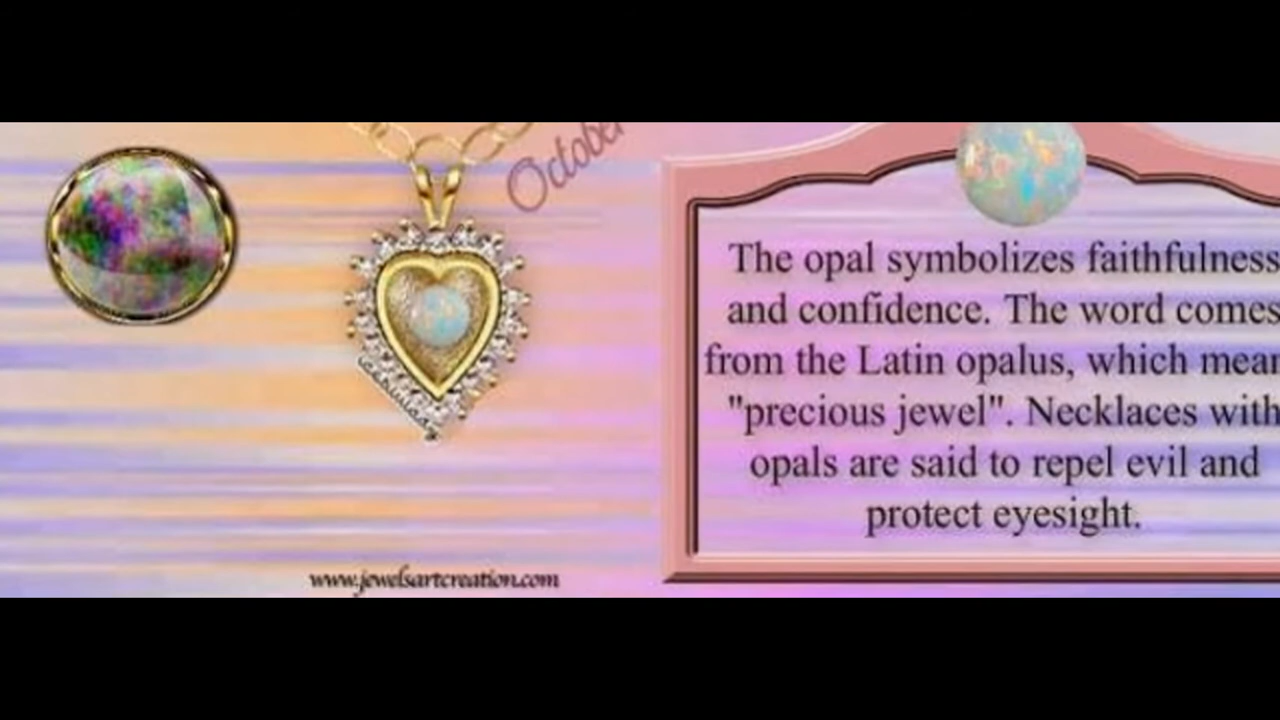 October
The opal symbolizes faithfulness
and confidence. The word comes
from the Latin opalus, which mean
"precious jewel". Necklaces with
opals are said to repel evil and
protect eyesight.
www.jewelsartcreation.com